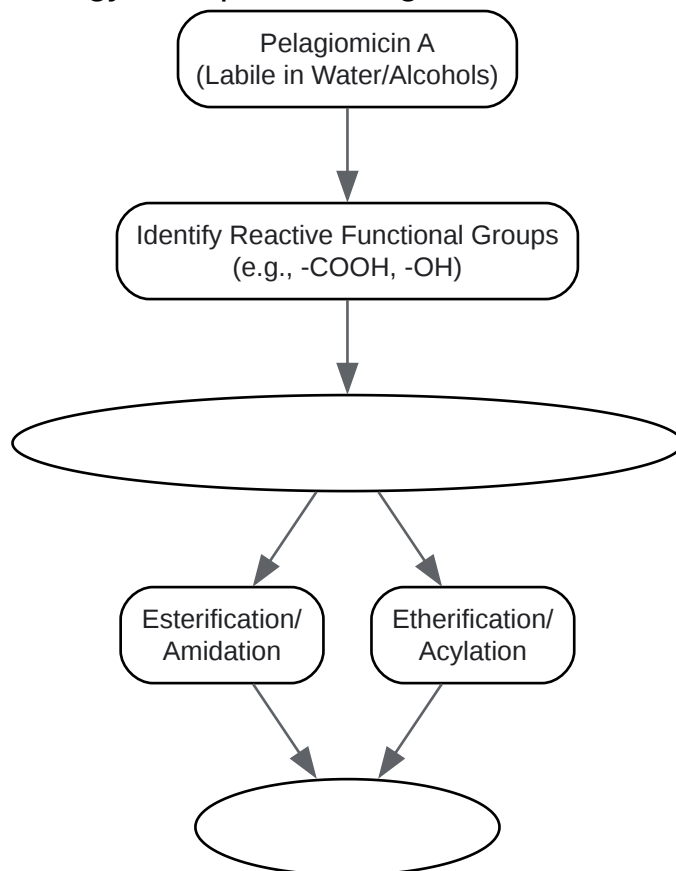 Pelagiomicin A
(Labile in Water/Alcohols)
Identify Reactive Functional Groups
(e.g., -COOH, -OH)
Esterification/
Amidation
Etherification/
Acylation